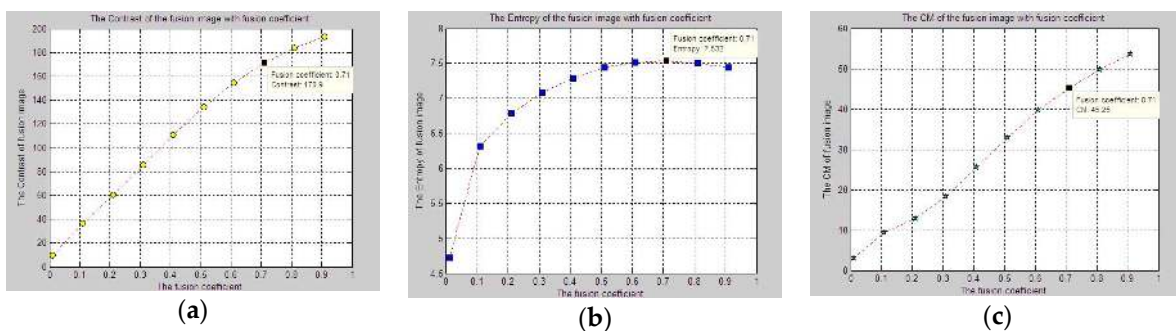 The Contrast of the fusion image with fusion coefficient
The Contrast of fusion image
200
180
160
140
120
100
80
60
40
20
0
0 0.1 0.2 0.3 0.4 0.5 0.6 0.7 0.8 0.9 1
The fusion coefficient
Fusion coefficient: 0.71
Contrast:
(a)
The Entropy of the fusion image with fusion coefficient
The Entropy of fusion image
8
7.5
7
6.5
6
5.5
5
4.5
0 0.1 0.2 0.3 0.4 0.5 0.6 0.7 0.8 0.9 1
The fusion coefficient
Fusion coefficient: 0.71
Entropy: 7.533
(b)
The CM of the fusion image with fusion coefficient
The CM of fusion image
60
50
40
30
20
10
0
0 0.1 0.2 0.3 0.4 0.5 0.6 0.7 0.8 0.9 1
The fusion coefficient
Fusion coefficient: 0.71
CM: 45.25
(c)